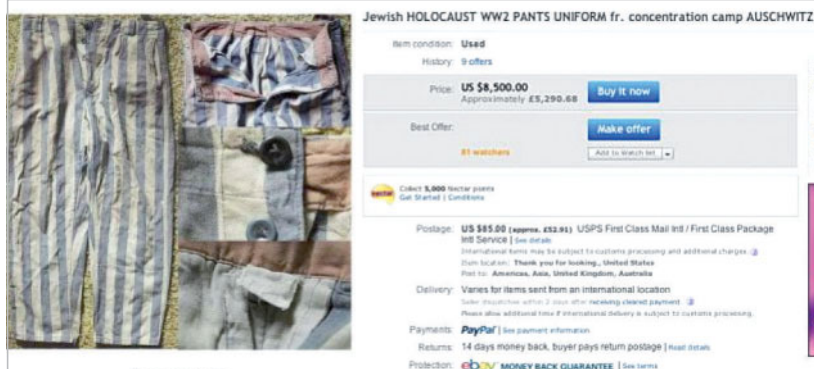 Jewish HOLOCAUST WW2 PANTS UNIFORM fr. concentration camp AUSCHWITZ
Item condition: Used
History: 9 offers
Price: US $8,500.00
Approximately £5,290.68
Buy it now
Best Offer:
Make offer
81 watchers
Add to Watch list
nectar
Collect 5,000 Nectar points
Get Started | Conditions
Postage: US $85.00 (approx. £52.91) USPS First Class Mail Intl / First Class Package
Intl Service | See details
International items may be subject to customs processing and additional charges.
Item location: Thank you for looking., United States
Post to: Americas, Asia, United Kingdom, Australia
Delivery: Varies for items sent from an international location
Seller dispatches within 2 days after receiving cleared payment.
Please allow additional time if international delivery is subject to customs processing.
Payments: PayPal | See payment information
Returns: 14 days money back, buyer pays return postage | Read details
Protection: ebay MONEY BACK GUARANTEE | See terms